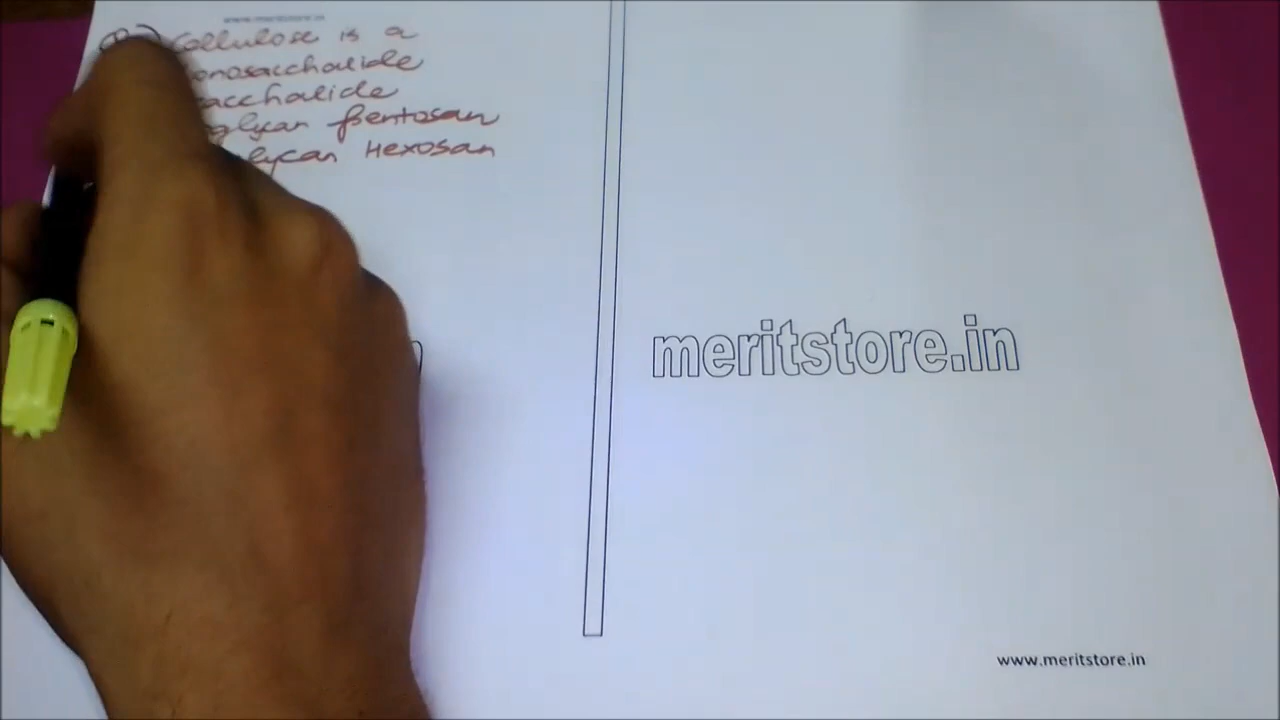 www.meritstore.in
Cellulose is a
onosaccharide
saccharide
glycan pentosan
lycan Hexosan
meritstore.in
www.meritstore.in